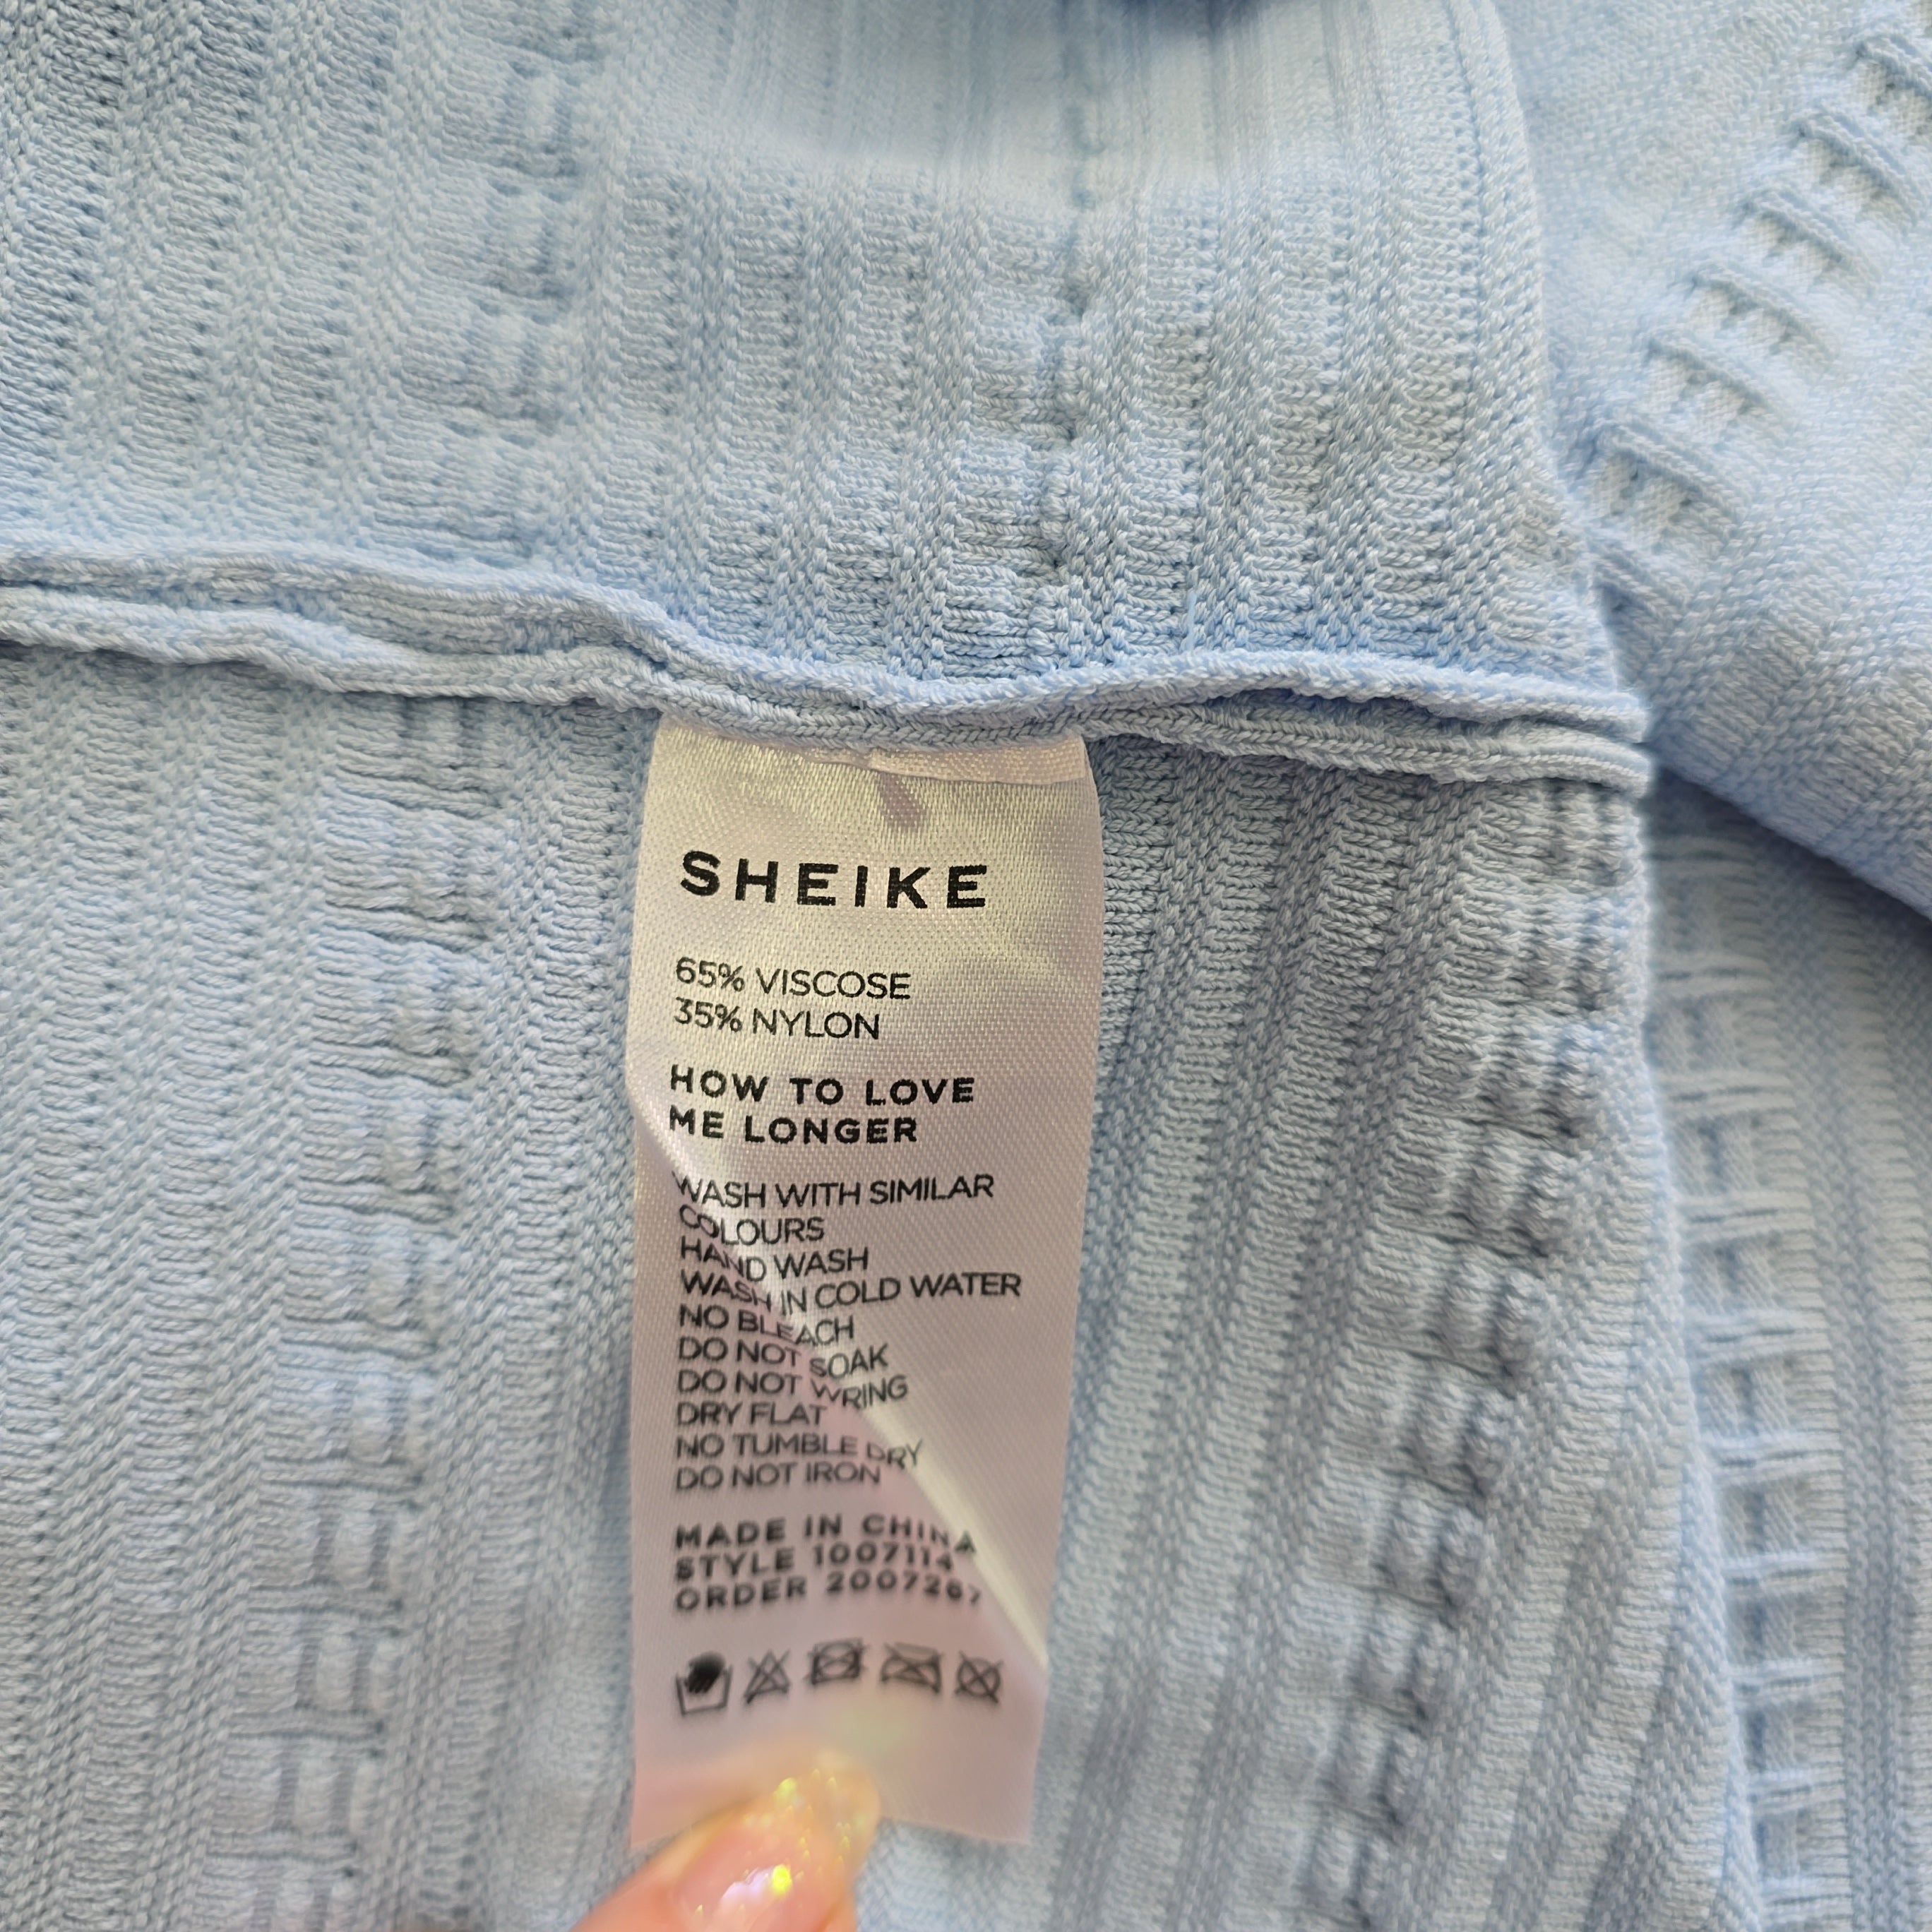 SHEIKE
65% VISCOSE
35% NYLON
HOW TO LOVE
ME LONGER
WASH WITH SIMILAR
COLOURS
HAND WASH
WASH IN COLD WATER
NO BLEACH
DO NOT SOAK
DO NOT WRING
DRY FLAT
NO TUMBLE DRY
DO NOT IRON
MADE IN CHINA
STYLE 1007114
ORDER 2007267